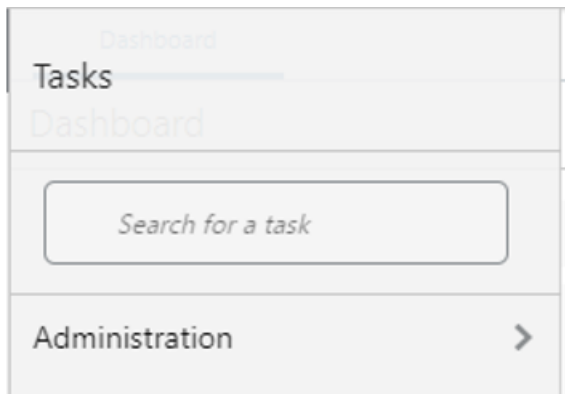 Dashboard
Tasks
Dashboard
Search for a task
Administration